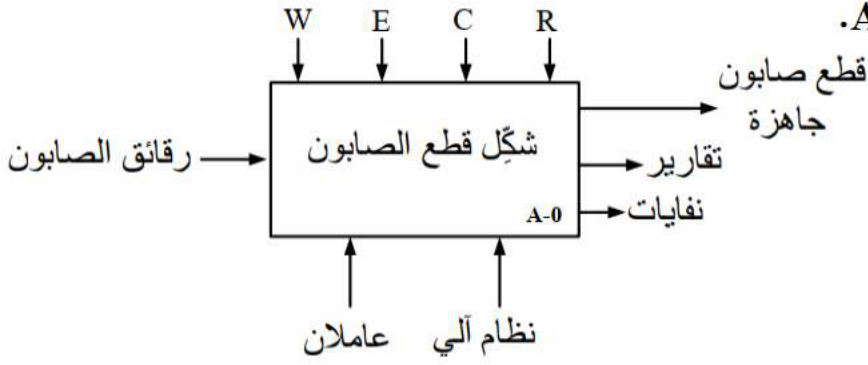 .A
W E C R
قطع صابون
جاهزة
رقائق الصابون
شكِّل قطع الصابون
تقارير
نفايات
A-0
عاملان
نظام آلي